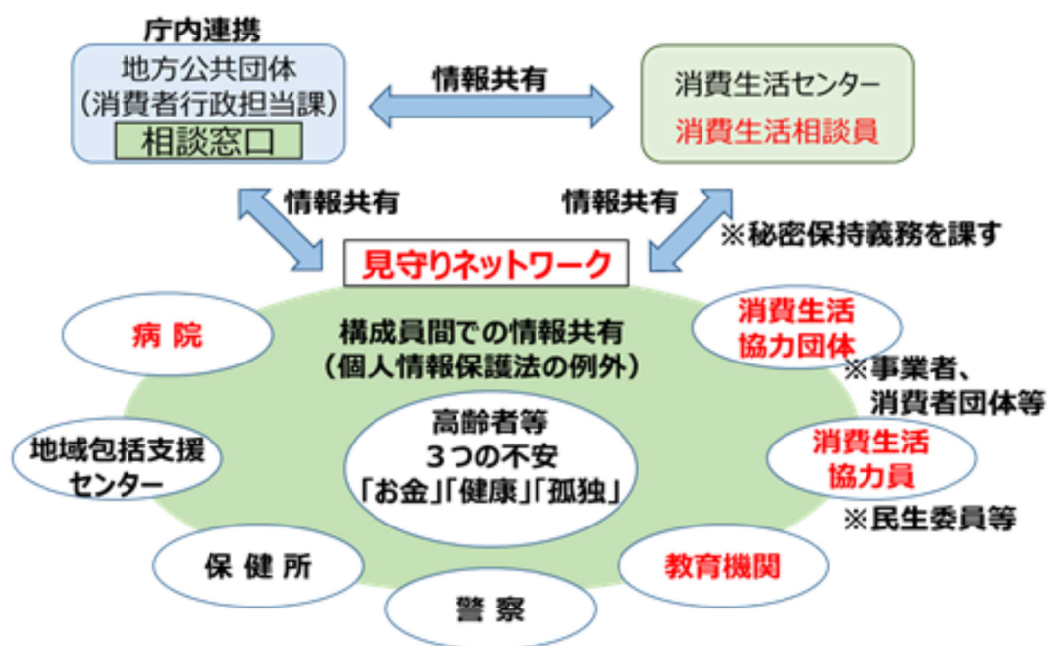 庁内連携
地方公共団体
（消費者行政担当課）
相談窓口
情報共有
消費生活センター
消費生活相談員
情報共有
情報共有
※秘密保持義務を課す
見守りネットワーク
病 院
構成員間での情報共有
（個人情報保護法の例外）
消費生活
協力団体
※事業者、
消費者団体等
高齢者等
３つの不安
「お金」「健康」「孤独」
地域包括支援
センター
消費生活
協力員
※民生委員等
保 健 所
教育機関
警 察